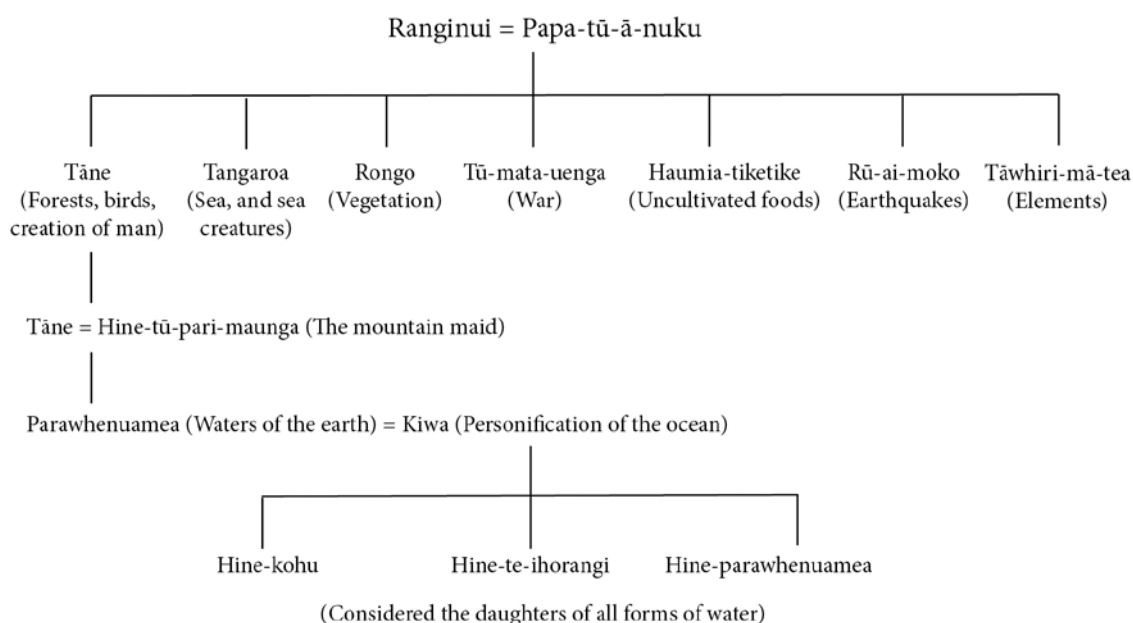 Ranginui = Papa-tū-ā-nuku
Tāne Tangaroa Rongo Tū-mata-uenga Haumia-tiketike Rū-ai-moko Tāwhiri-mā-tea
(Forests, birds, (Sea, and sea (Vegetation) (War) (Uncultivated foods) (Earthquakes) (Elements)
creation of man) creatures)
Tāne = Hine-tū-pari-maunga (The mountain maid)
Parawhenuamea (Waters of the earth) = Kiwa (Personification of the ocean)
Hine-kohu Hine-te-ihorangi Hine-parawhenuamea
(Considered the daughters of all forms of water)